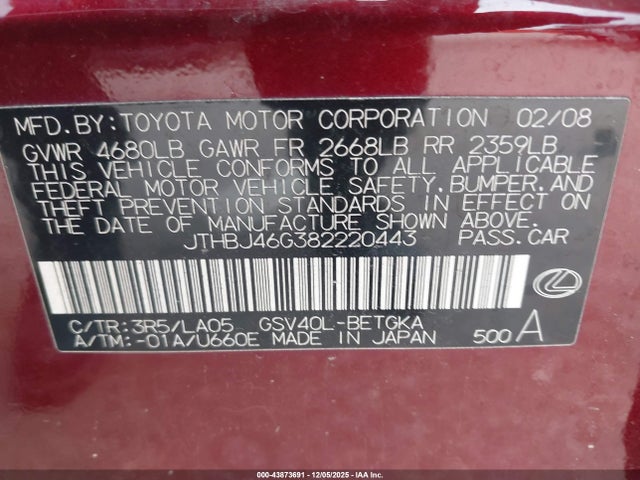 MFD. BY: TOYOTA MOTOR CORPORATION 02/08
GVWR 4680LB GAWR FR 2668LB RR 2359LB
THIS VEHICLE CONFORMS TO ALL APPLICABLE
FEDERAL MOTOR VEHICLE SAFETY, BUMPER, AND
THEFT PREVENTION STANDARDS IN EFFECT ON
THE DATE OF MANUFACTURE SHOWN ABOVE.
JTHBJ46G382220443 PASS. CAR
C/TR: 3R5/LA05 GSV40L-BETGKA
A/TM: -01A/U660E MADE IN JAPAN 500 A
000-43873691 - 12/05/2025 - IAAI, INC.